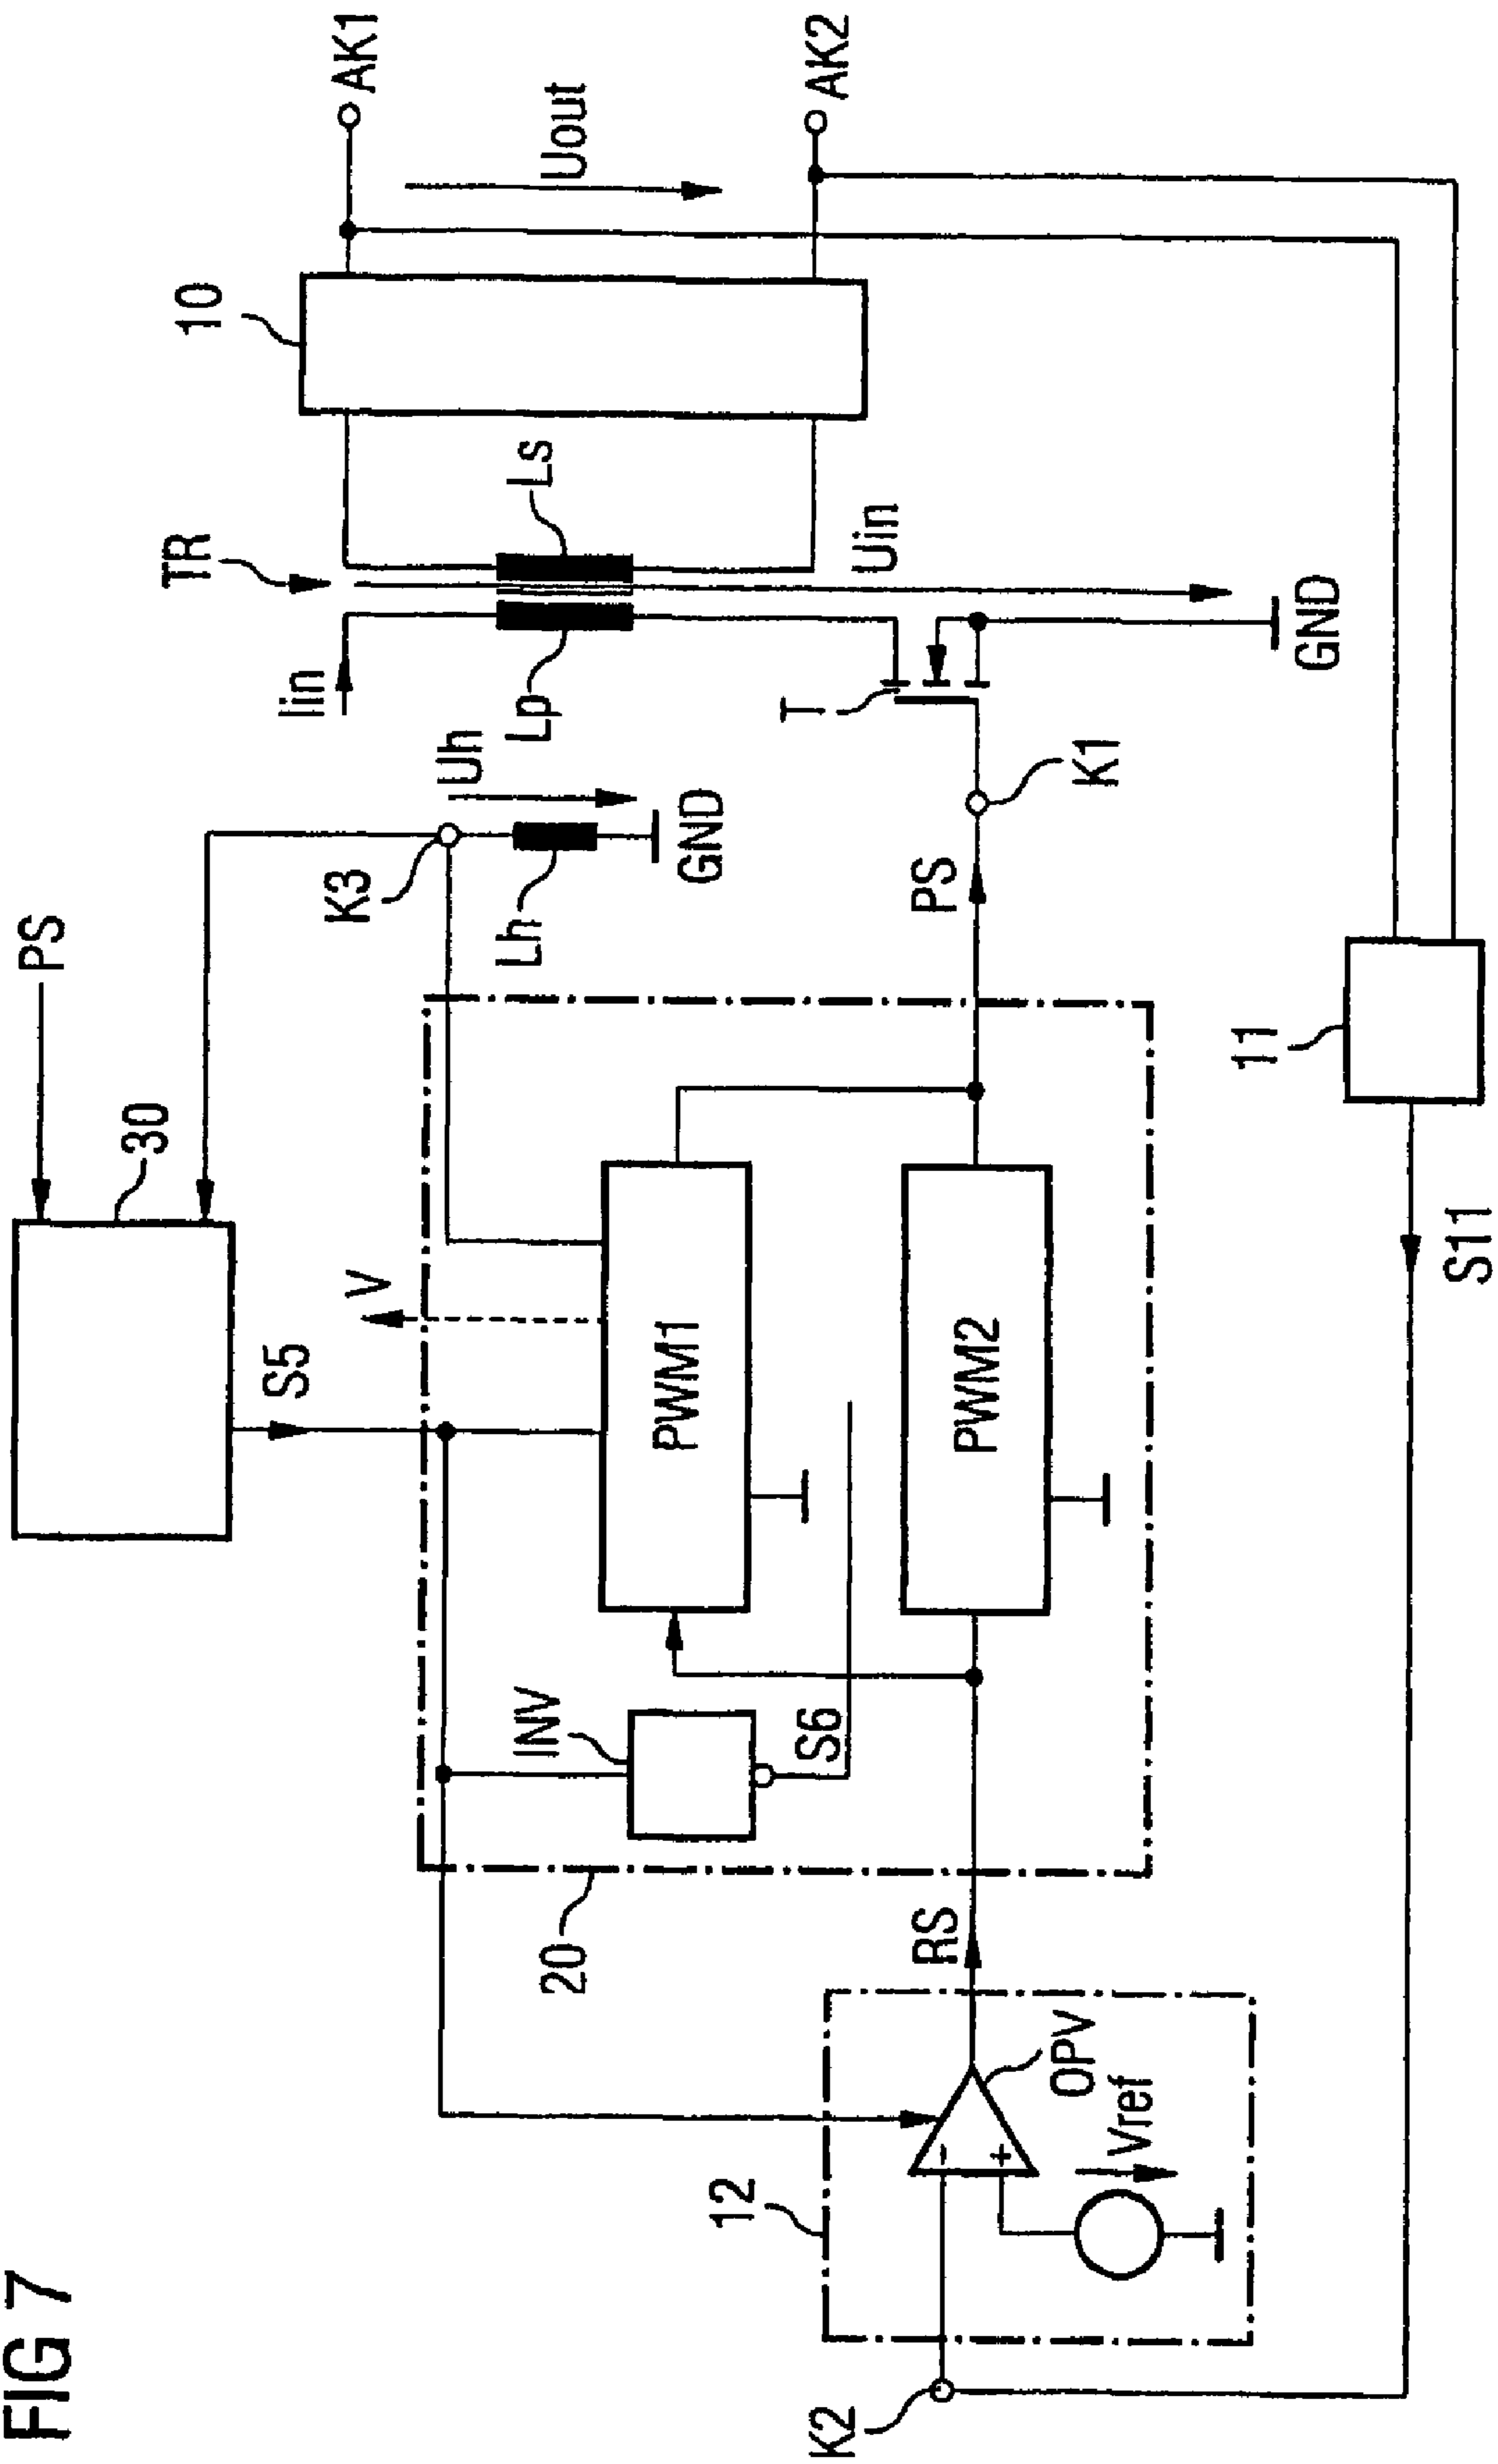 FIG 7
PS
30
S5
V
K3
Uh
Lh
GND
Iin
TR
Lp
Ls
10
AK1
Uout
AK2
Uin
T
GND
K1
PS
20
INV
S6
PWM1
PWM2
RS
12
OPV
-
+
Vref
K2
11
S11